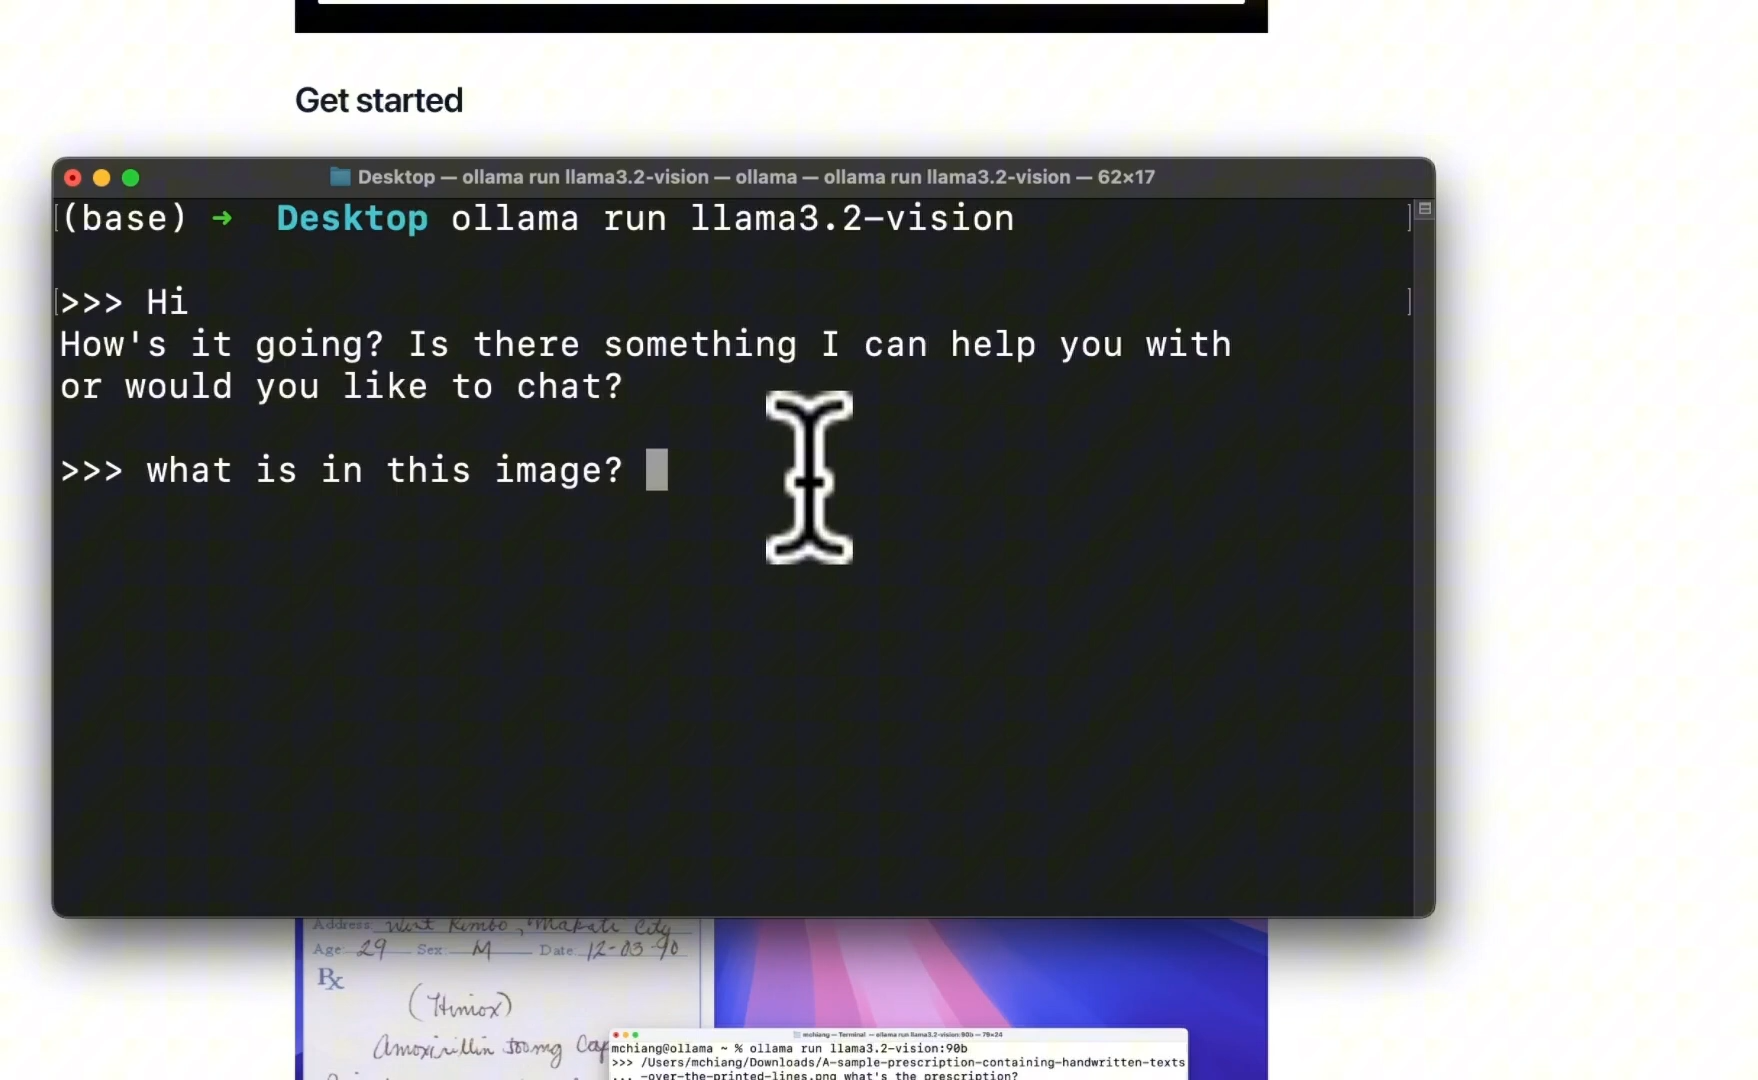 Get started
Desktop — ollama run llama3.2-vision — ollama — ollama run llama3.2-vision — 62×17
(base) ➜ Desktop ollama run llama3.2-vision
>>> Hi
How's it going? Is there something I can help you with
or would you like to chat?
>>> what is in this image?
Address: West Rembo, Makati City
Age: 29 Sex: M Date: 12-03-90
Rx
Amoxicillin 500mg Cap
mchiang — Terminal — ollama run llama3.2-vision:90b — 79×24
mchiang@ollama ~ % ollama run llama3.2-vision:90b
>>> /Users/mchiang/Downloads/A-sample-prescription-containing-handwritten-texts
... -over-the-printed-lines.png what's the prescription?